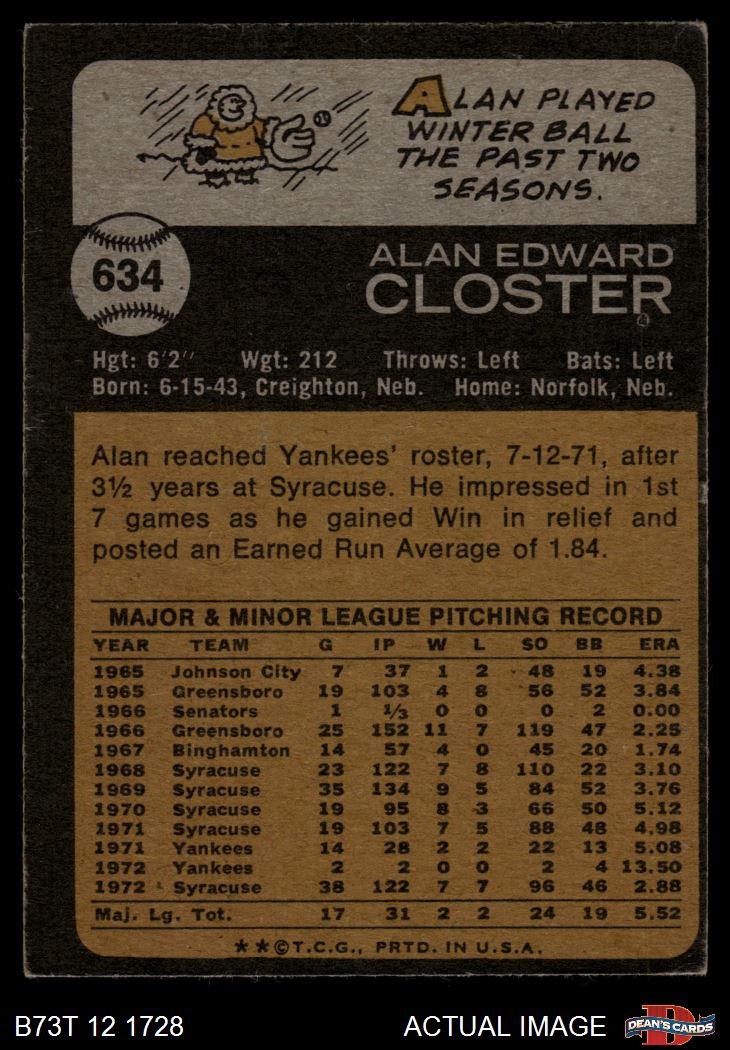 ALAN PLAYED
WINTER BALL
THE PAST TWO
SEASONS.
634
ALAN EDWARD
CLOSTER
Hgt: 6'2" Wgt: 212 Throws: Left Bats: Left
Born: 6-15-43, Creighton, Neb. Home: Norfolk, Neb.
Alan reached Yankees' roster, 7-12-71, after
3½ years at Syracuse. He impressed in 1st
7 games as he gained Win in relief and
posted an Earned Run Average of 1.84.
MAJOR & MINOR LEAGUE PITCHING RECORD
YEAR TEAM G IP W L SO BB ERA
1965 Johnson City 7 37 1 2 48 19 4.38
1965 Greensboro 19 103 4 8 56 52 3.84
1966 Senators 1 1/3 0 0 0 2 0.00
1966 Greensboro 25 152 11 7 119 47 2.25
1967 Binghamton 14 57 4 0 45 20 1.74
1968 Syracuse 23 122 7 8 110 22 3.10
1969 Syracuse 35 134 9 5 84 52 3.76
1970 Syracuse 19 95 8 3 66 50 5.12
1971 Syracuse 19 103 7 5 88 48 4.98
1971 Yankees 14 28 2 2 22 13 5.08
1972 Yankees 2 2 0 0 2 4 13.50
1972 Syracuse 38 122 7 7 96 46 2.88
Maj. Lg. Tot. 17 31 2 2 24 19 5.52
**©T.C.G., PRTD. IN U.S.A.
B73T 12 1728 ACTUAL IMAGE D DEAN'S CARDS